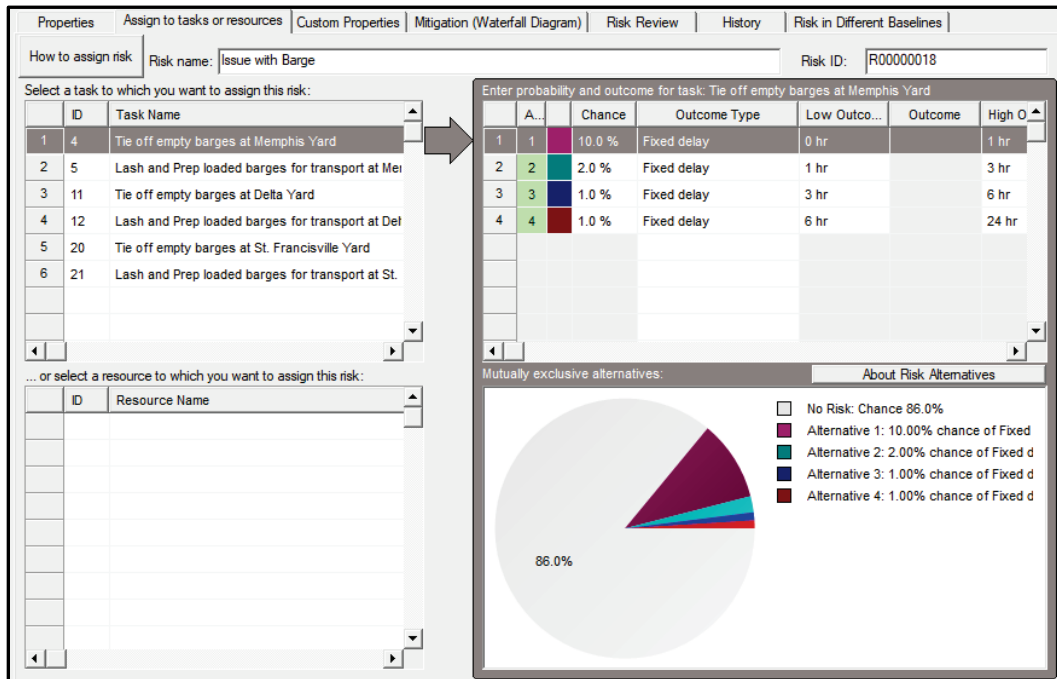 Properties Assign to tasks or resources Custom Properties Mitigation (Waterfall Diagram) Risk Review History Risk in Different Baselines
How to assign risk Risk name: Issue with Barge Risk ID: R00000018
Select a task to which you want to assign this risk:
ID Task Name
1 4 Tie off empty barges at Memphis Yard
2 5 Lash and Prep loaded barges for transport at Mer
3 11 Tie off empty barges at Delta Yard
4 12 Lash and Prep loaded barges for transport at Del
5 20 Tie off empty barges at St. Francisville Yard
6 21 Lash and Prep loaded barges for transport at St.
Enter probability and outcome for task: Tie off empty barges at Memphis Yard
A... Chance Outcome Type Low Outco... Outcome High O
1 1 10.0 % Fixed delay 0 hr 1 hr
2 2 2.0 % Fixed delay 1 hr 3 hr
3 3 1.0 % Fixed delay 3 hr 6 hr
4 4 1.0 % Fixed delay 6 hr 24 hr
... or select a resource to which you want to assign this risk:
ID Resource Name
Mutually exclusive alternatives: About Risk Alternatives
No Risk: Chance 86.0%
Alternative 1: 10.00% chance of Fixed
Alternative 2: 2.00% chance of Fixed d
Alternative 3: 1.00% chance of Fixed d
Alternative 4: 1.00% chance of Fixed d
86.0%